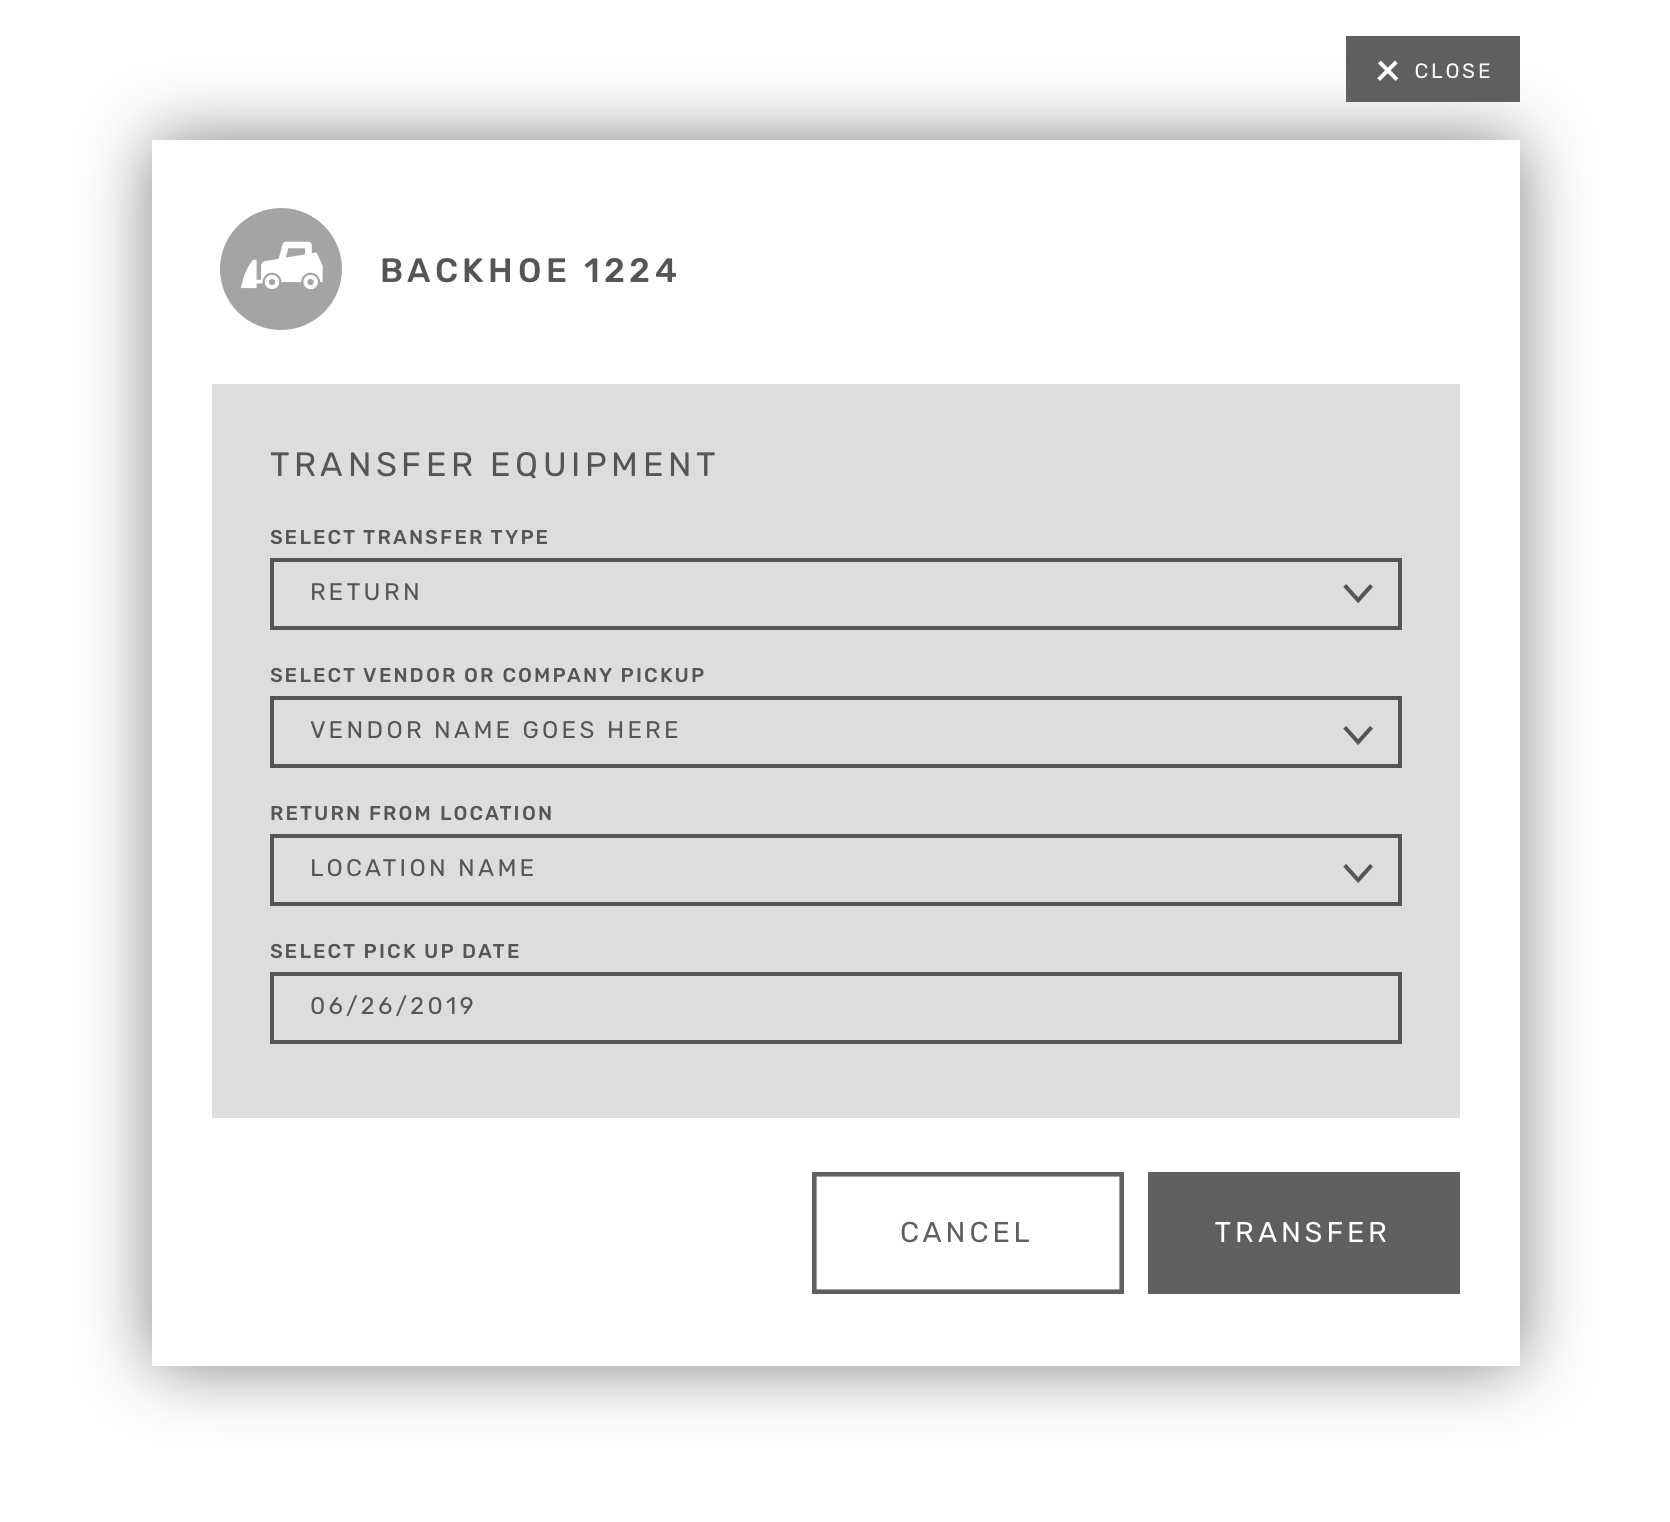 CLOSE
BACKHOE 1224
TRANSFER EQUIPMENT
SELECT TRANSFER TYPE
RETURN
SELECT VENDOR OR COMPANY PICKUP
VENDOR NAME GOES HERE
RETURN FROM LOCATION
LOCATION NAME
SELECT PICK UP DATE
06/26/2019
CANCEL TRANSFER